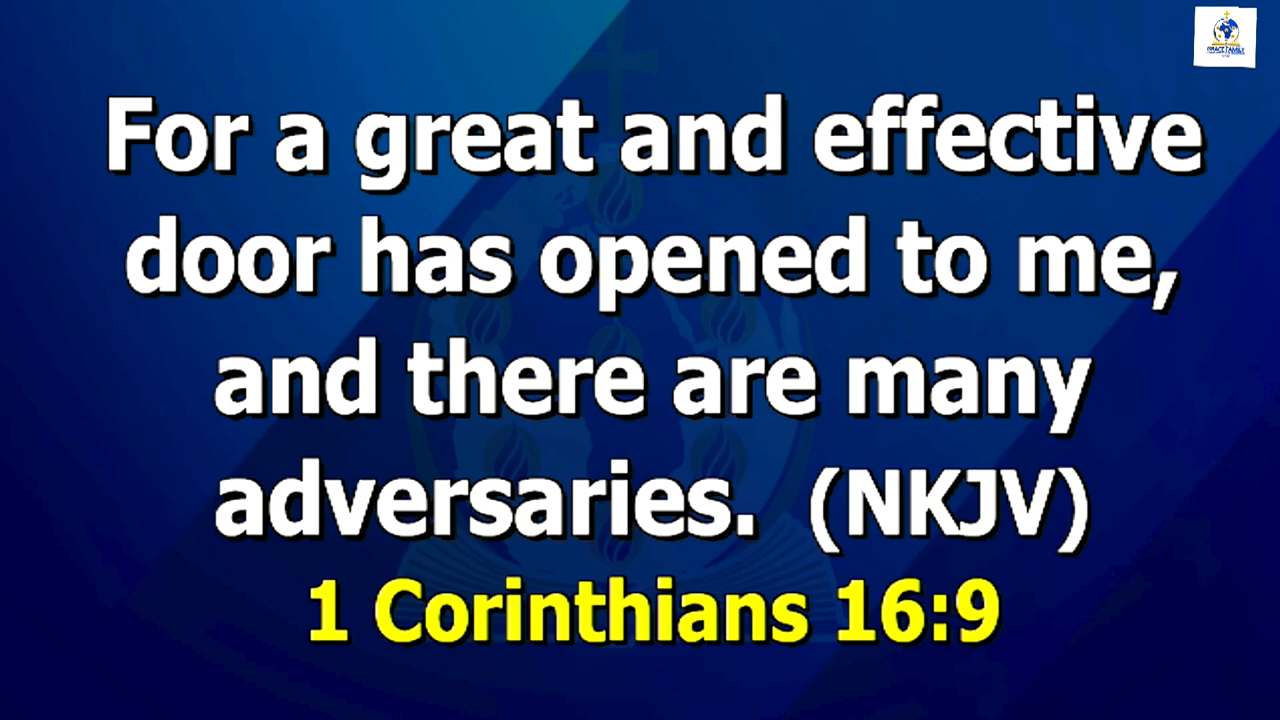 For a great and effective
door has opened to me,
and there are many
adversaries.  (NKJV)
1 Corinthians 16:9